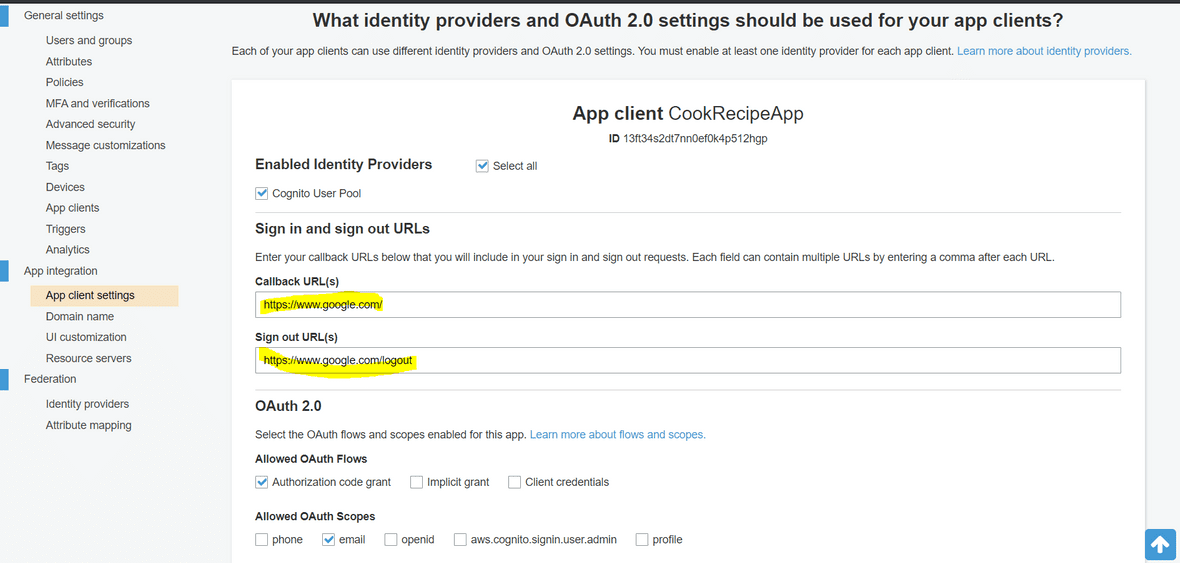 General settings
Users and groups
Attributes
Policies
MFA and verifications
Advanced security
Message customizations
Tags
Devices
App clients
Triggers
Analytics
App integration
App client settings
Domain name
UI customization
Resource servers
Federation
Identity providers
Attribute mapping
What identity providers and OAuth 2.0 settings should be used for your app clients?
Each of your app clients can use different identity providers and OAuth 2.0 settings. You must enable at least one identity provider for each app client. Learn more about identity providers.
App client CookRecipeApp
ID 13ft34s2dt7nn0ef0k4p512hgp
Enabled Identity Providers Select all
Cognito User Pool
Sign in and sign out URLs
Enter your callback URLs below that you will include in your sign in and sign out requests. Each field can contain multiple URLs by entering a comma after each URL.
Callback URL(s)
https://www.google.com/
Sign out URL(s)
https://www.google.com/logout
OAuth 2.0
Select the OAuth flows and scopes enabled for this app. Learn more about flows and scopes.
Allowed OAuth Flows
Authorization code grant Implicit grant Client credentials
Allowed OAuth Scopes
phone email openid aws.cognito.signin.user.admin profile